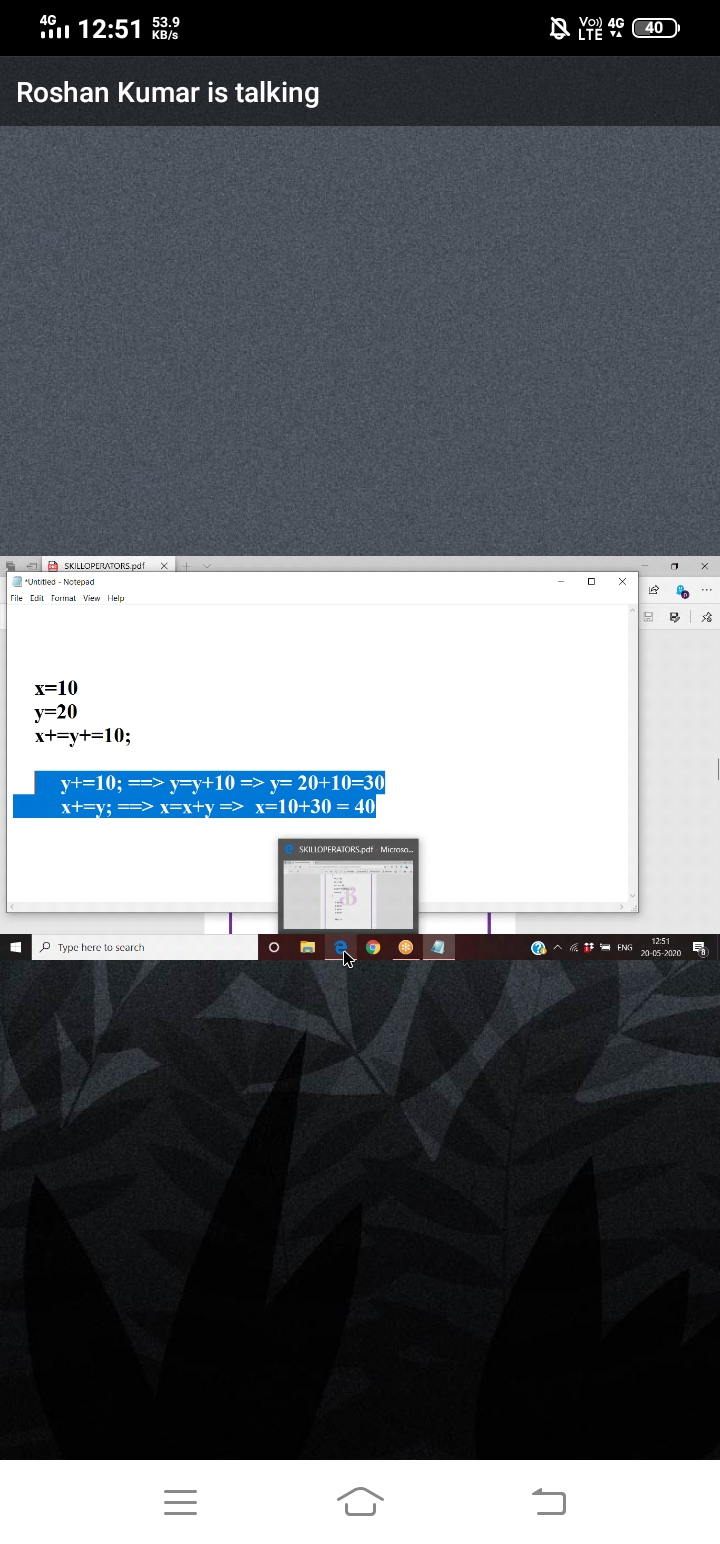 4G 12:51 53.9 KB/s Vo)) LTE 4G 40
Roshan Kumar is talking
SKILLOPERATORS.pdf
*Untitled - Notepad
File Edit Format View Help
x=10
y=20
x+=y+=10;
y+=10; ==> y=y+10 => y= 20+10=30
x+=y; ==> x=x+y => x=10+30 = 40
SKILLOPERATORS.pdf - Microso...
Type here to search
ENG
12:51
20-05-2020
8